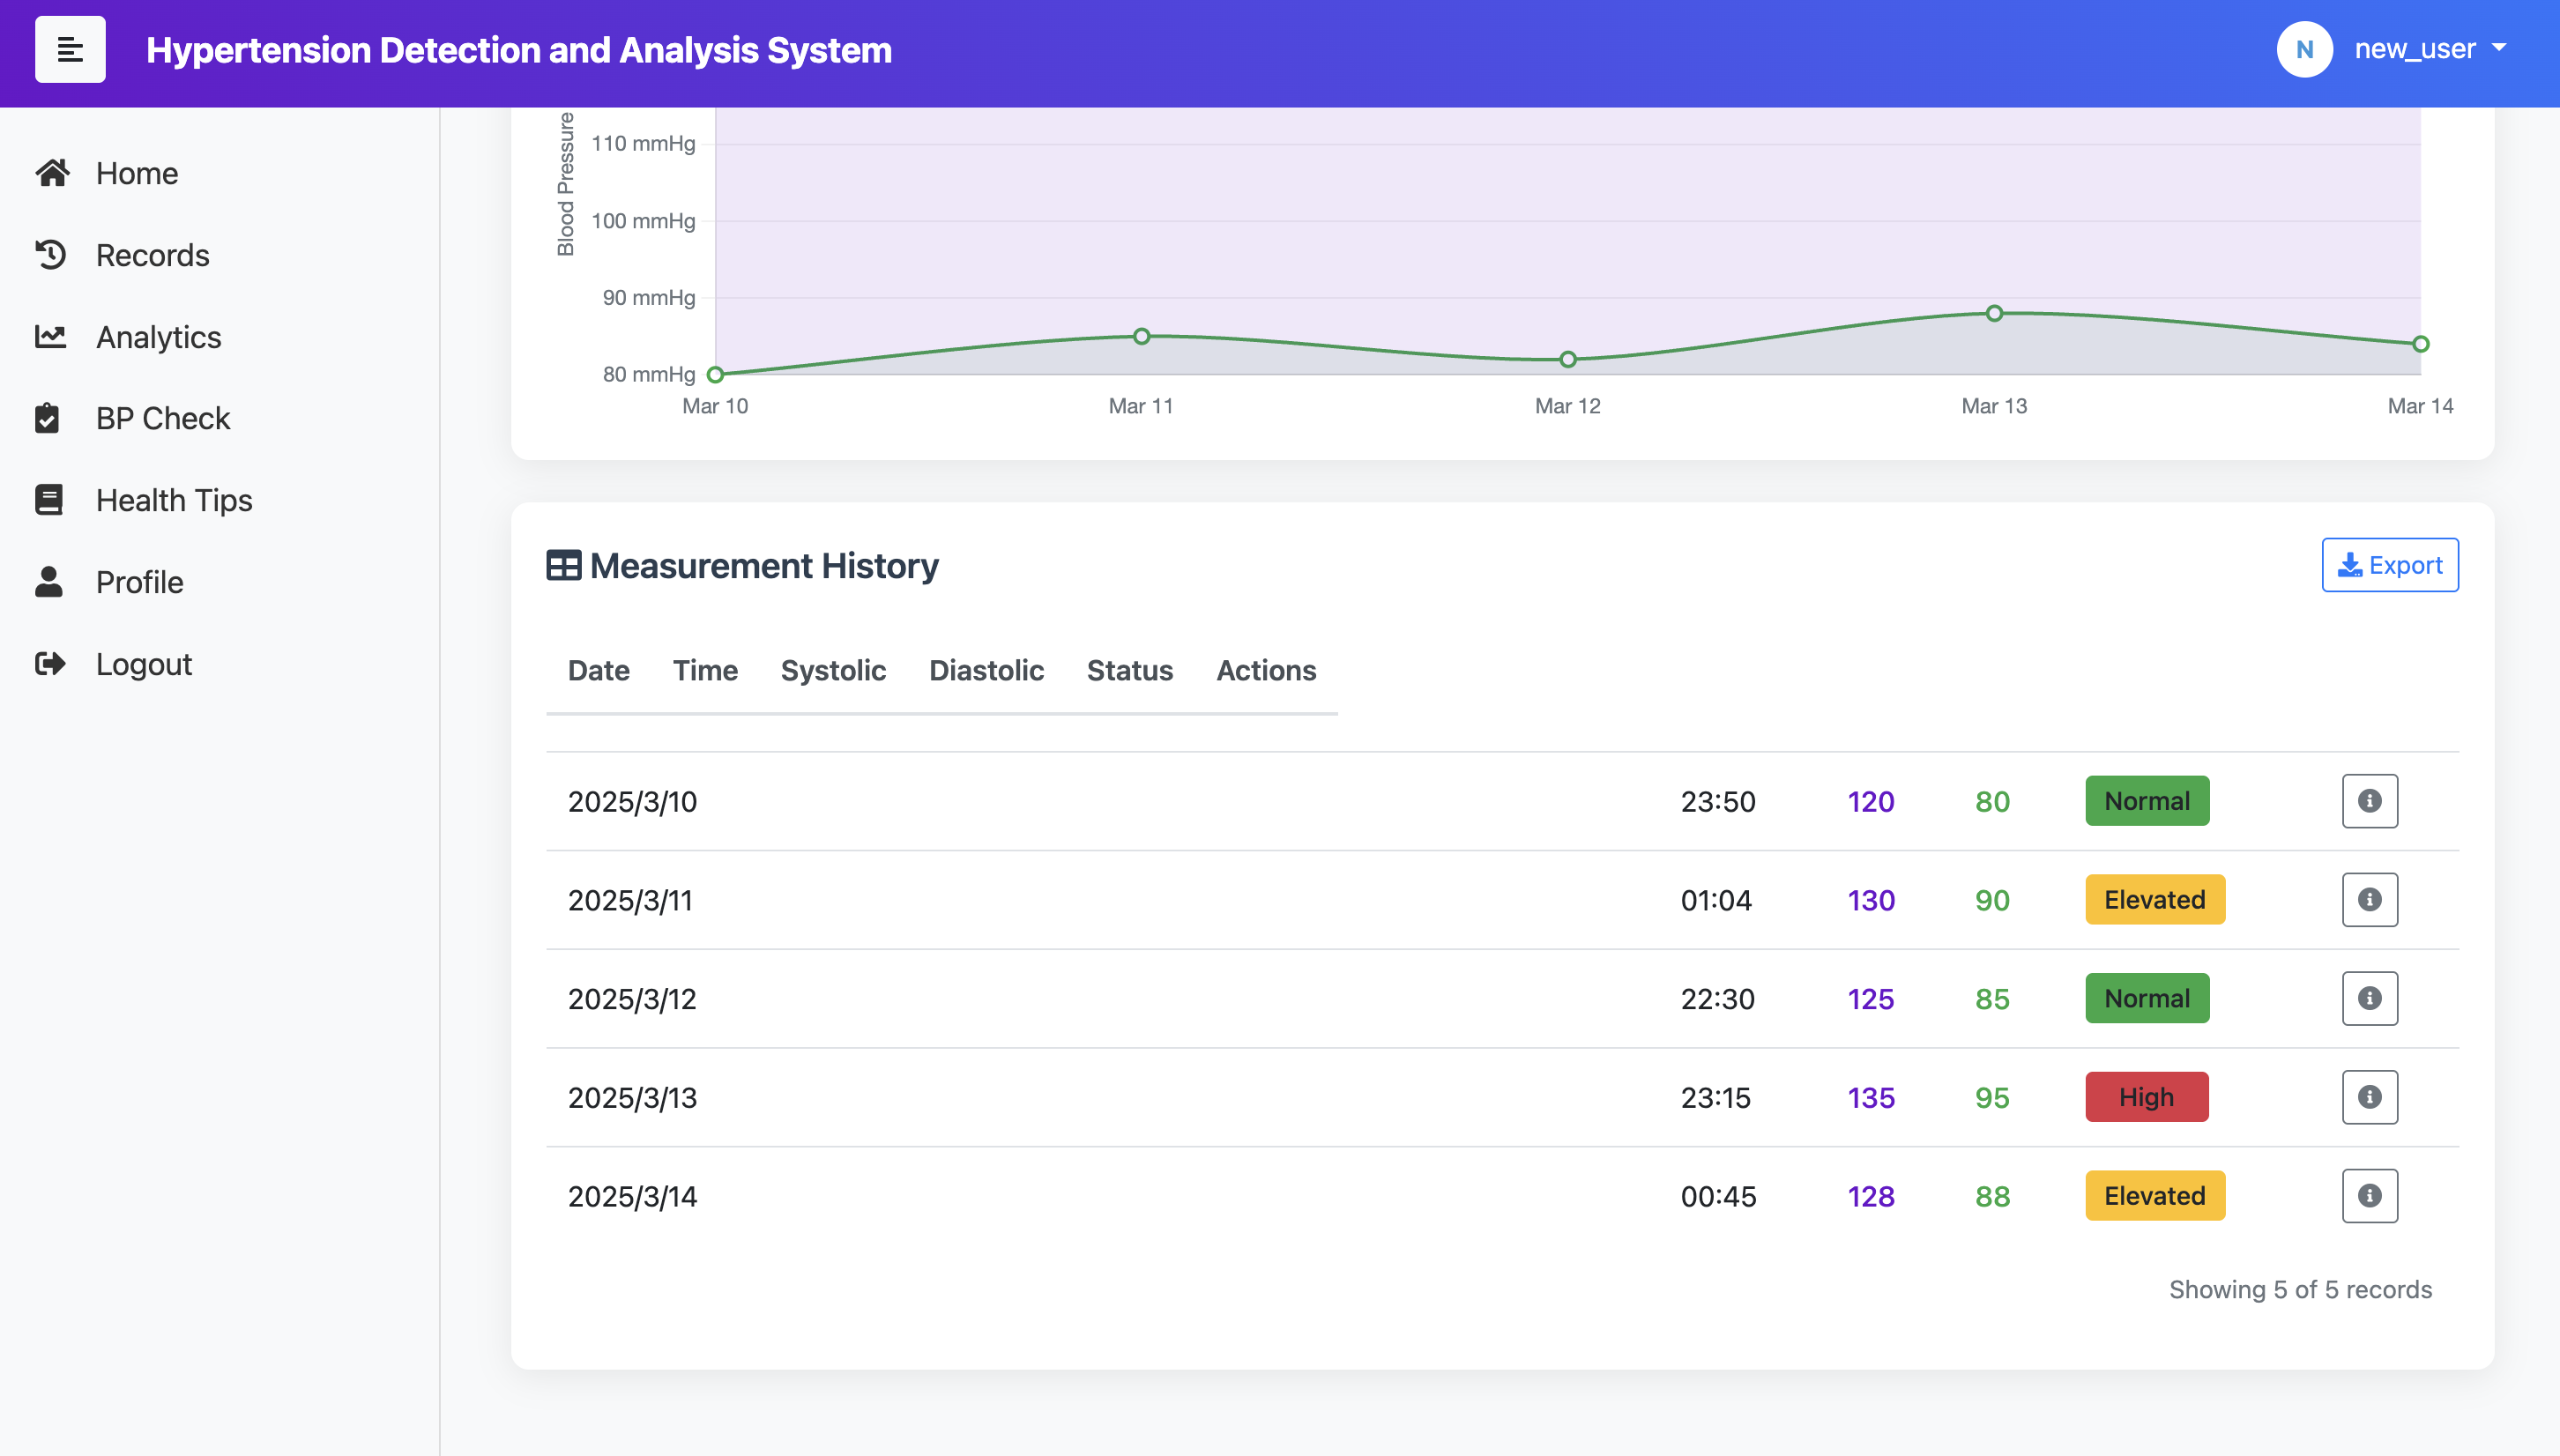 Hypertension Detection and Analysis System
N new_user
Home
Records
Analytics
BP Check
Health Tips
Profile
Logout
Blood Pressure
110 mmHg
100 mmHg
90 mmHg
80 mmHg
Mar 10 Mar 11 Mar 12 Mar 13 Mar 14
Measurement History
Export
Date Time Systolic Diastolic Status Actions
2025/3/10 23:50 120 80 Normal
2025/3/11 01:04 130 90 Elevated
2025/3/12 22:30 125 85 Normal
2025/3/13 23:15 135 95 High
2025/3/14 00:45 128 88 Elevated
Showing 5 of 5 records